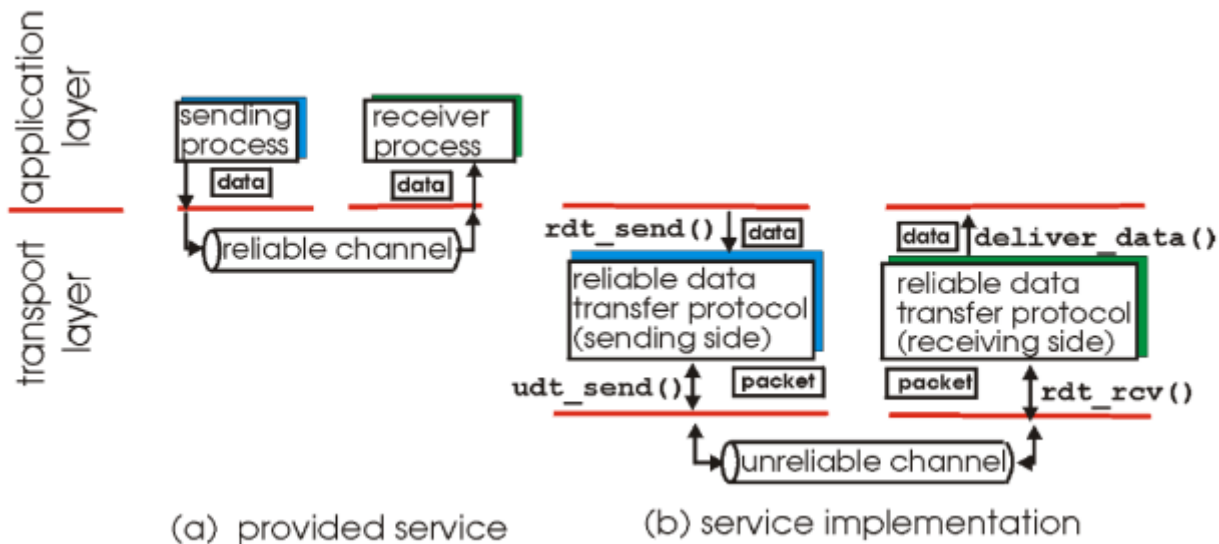 application
layer
transport
layer
sending
process
data
receiver
process
data
reliable channel
(a) provided service
rdt_send()
data
reliable data
transfer protocol
(sending side)
udt_send()
packet
data
deliver_data()
reliable data
transfer protocol
(receiving side)
packet
rdt_rcv()
unreliable channel
(b) service implementation